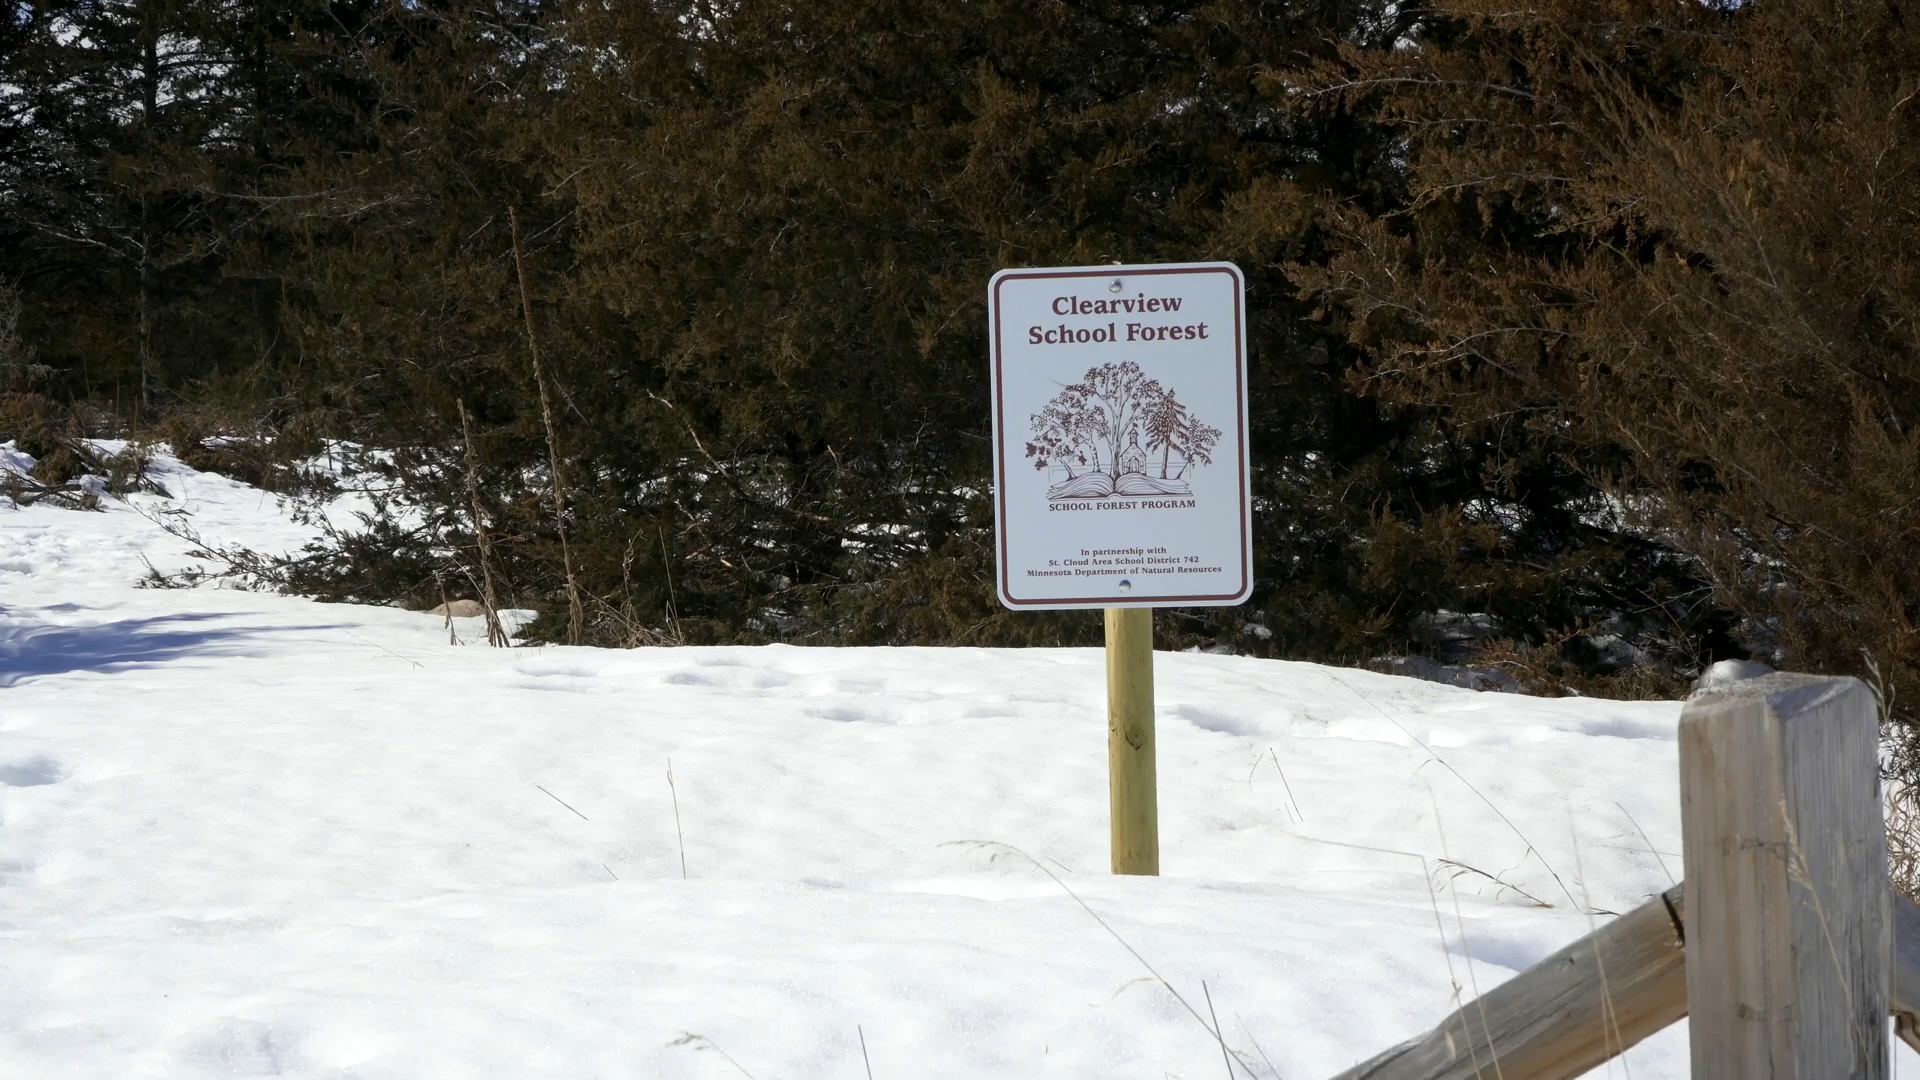 Clearview
School Forest
SCHOOL FOREST PROGRAM
In partnership with
St. Cloud Area School District 742
Minnesota Department of Natural Resources